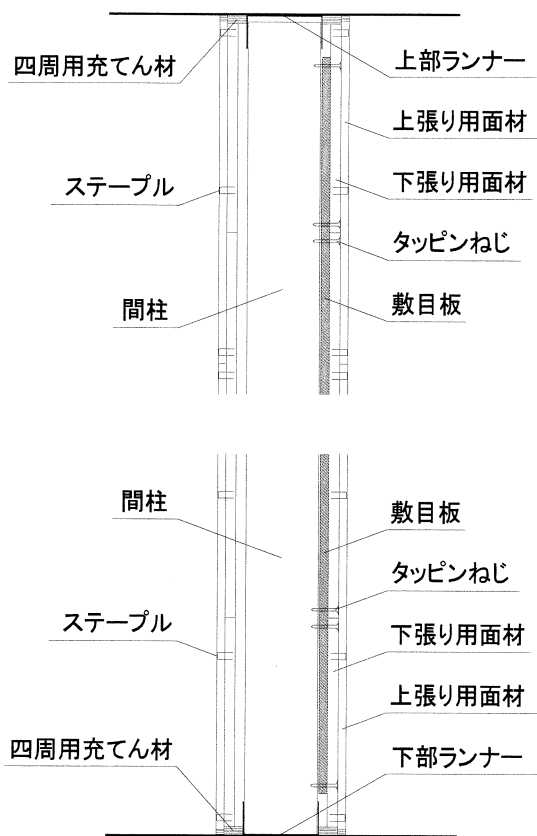 四周用充てん材
上部ランナー
上張り用面材
ステープル
下張り用面材
タッピンねじ
間柱
敷目板
間柱
敷目板
タッピンねじ
ステープル
下張り用面材
上張り用面材
四周用充てん材
下部ランナー